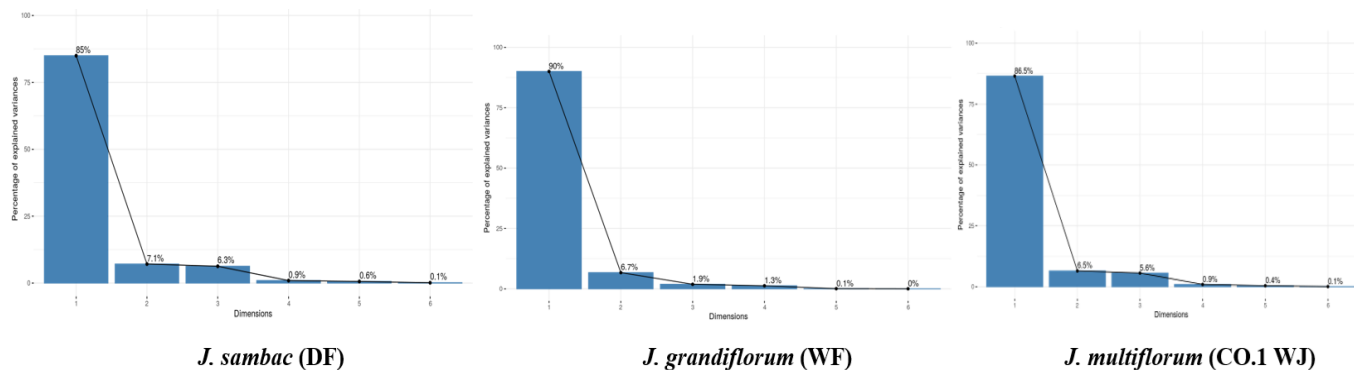 Percentage of explained variances
100
75
50
25
0
85%
7.1%
6.3%
0.9%
0.6%
0.1%
1 2 3 4 5 6
Dimensions
J. sambac (DF)
Percentage of explained variances
100
75
50
25
0
90%
6.7%
1.9%
1.3%
0.1%
0%
1 2 3 4 5 6
Dimensions
J. grandiflorum (WF)
Percentage of explained variances
100
75
50
25
0
86.5%
6.5%
5.6%
0.9%
0.4%
0.1%
1 2 3 4 5 6
Dimensions
J. multiflorum (CO.1 WJ)